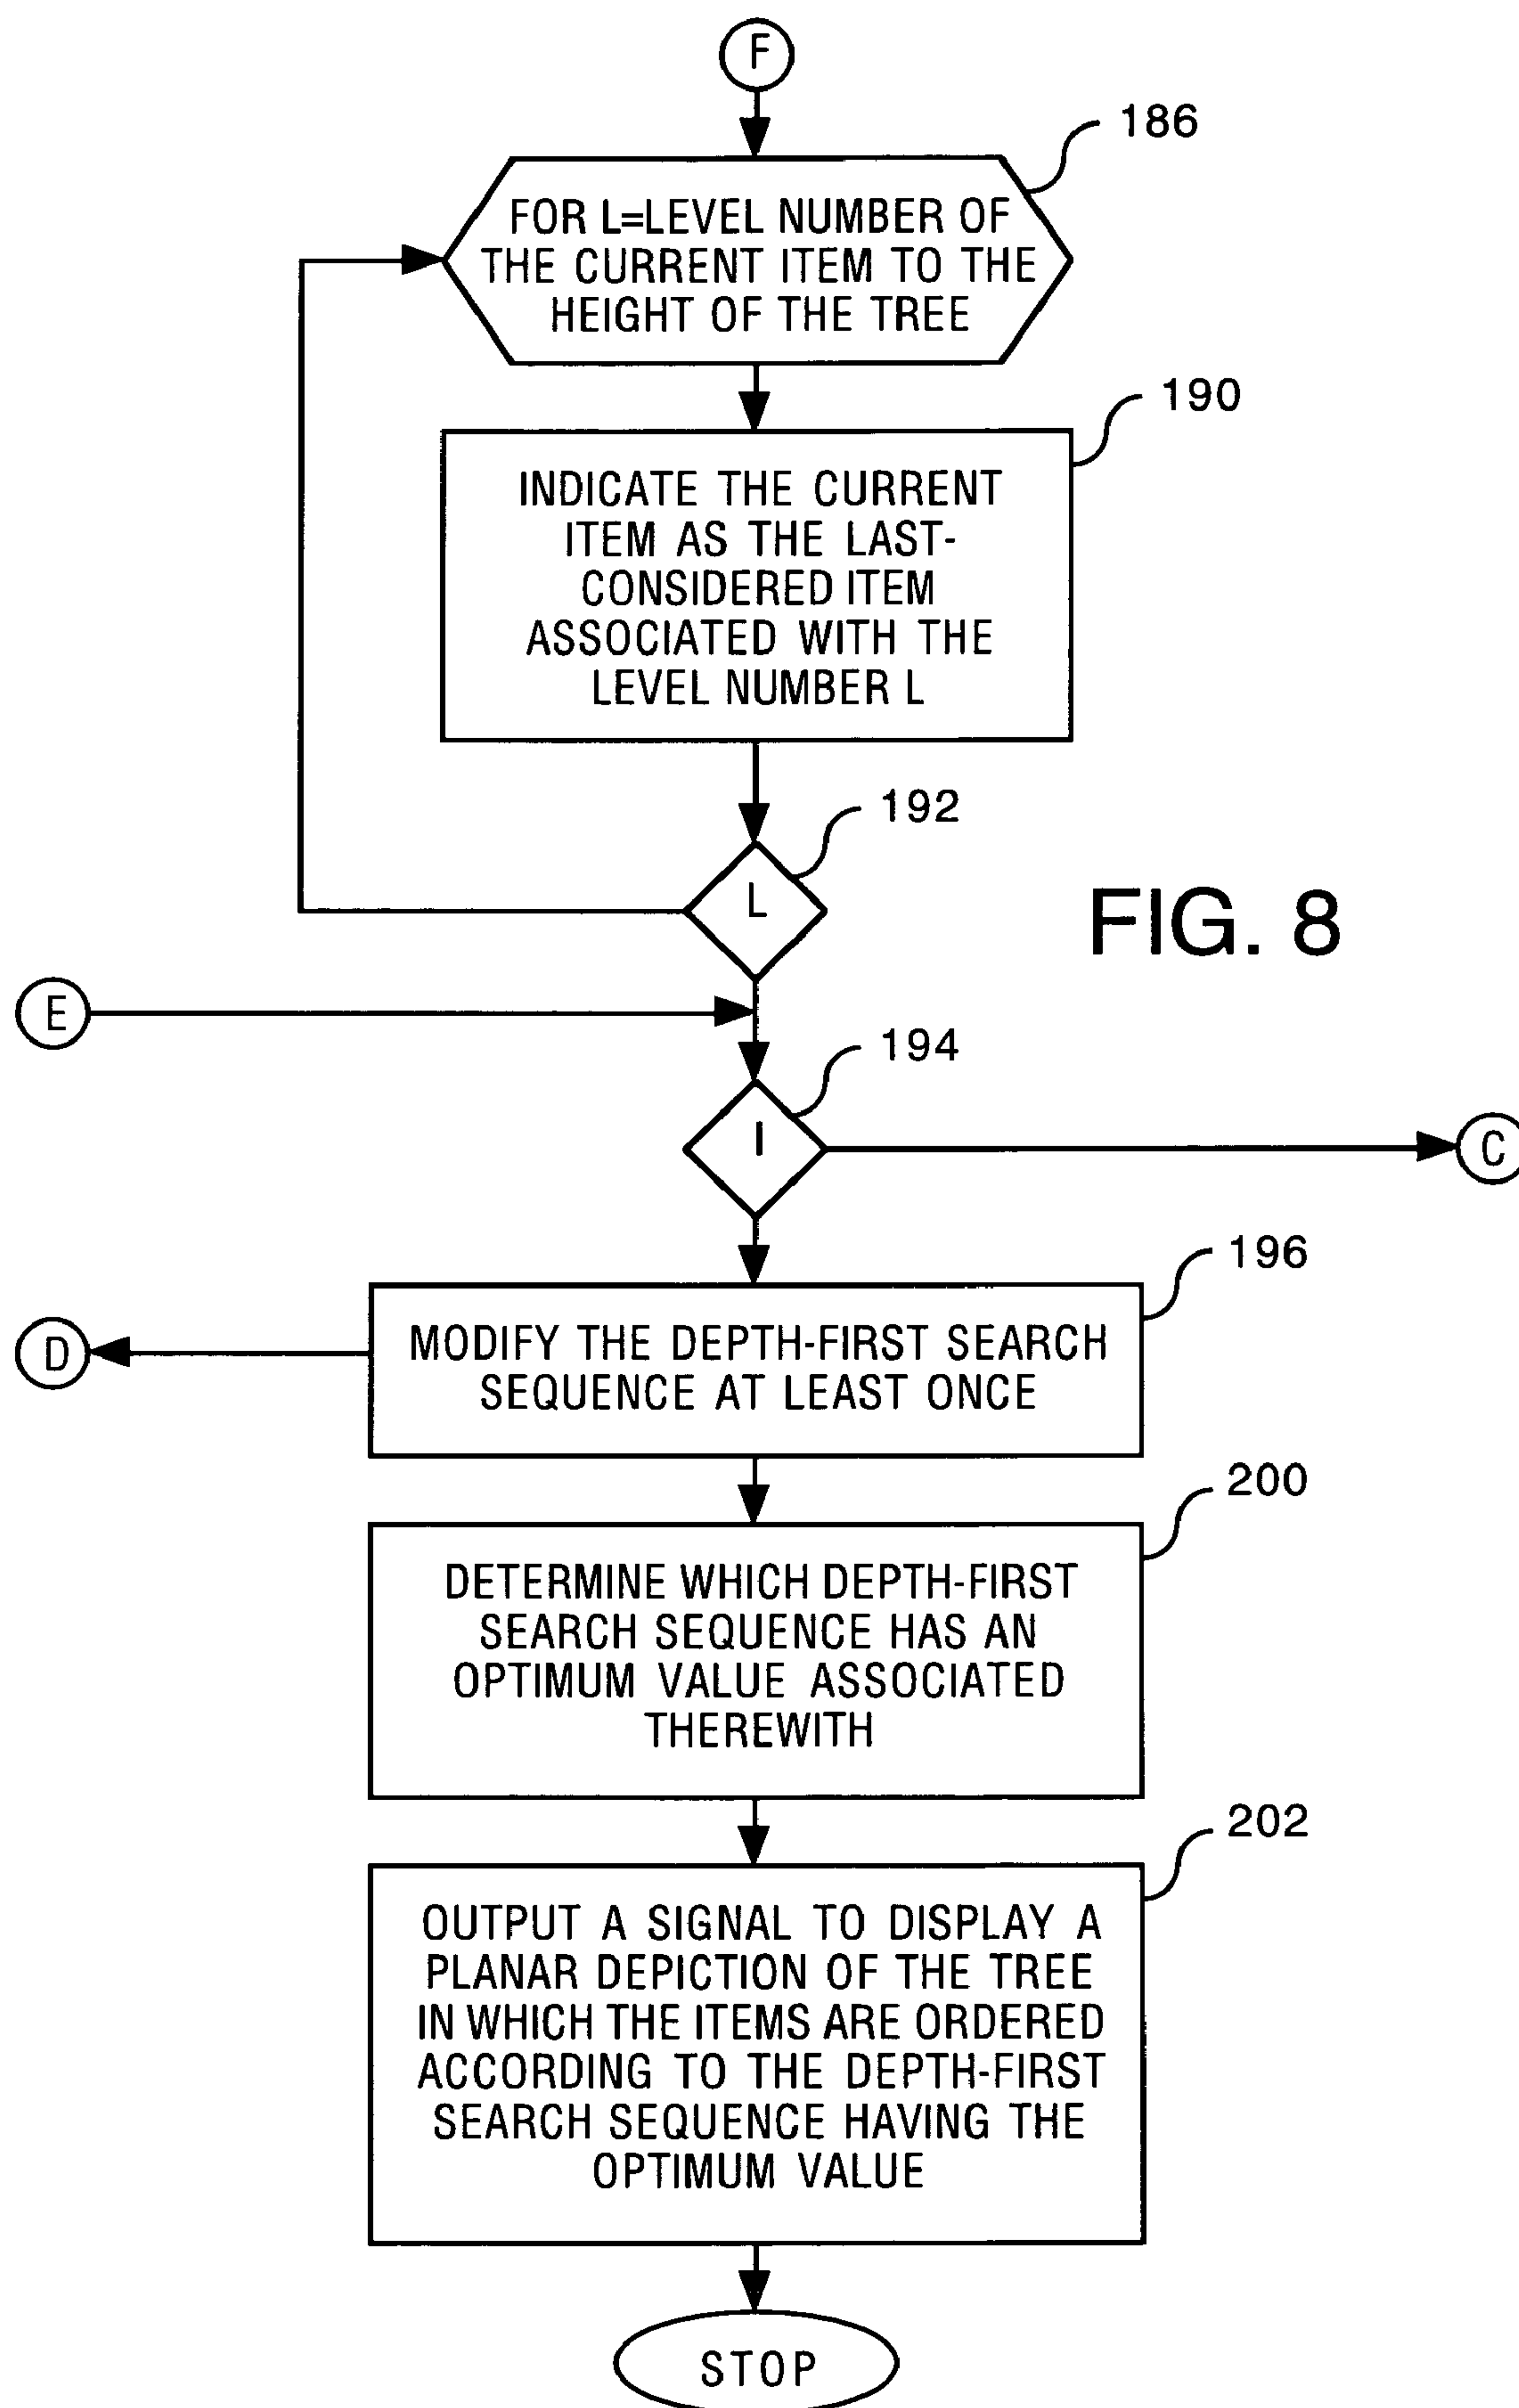 F
186
FOR L=LEVEL NUMBER OF
THE CURRENT ITEM TO THE
HEIGHT OF THE TREE
190
INDICATE THE CURRENT
ITEM AS THE LAST-
CONSIDERED ITEM
ASSOCIATED WITH THE
LEVEL NUMBER L
192
L
FIG. 8
E
194
I
C
196
D
MODIFY THE DEPTH-FIRST SEARCH
SEQUENCE AT LEAST ONCE
200
DETERMINE WHICH DEPTH-FIRST
SEARCH SEQUENCE HAS AN
OPTIMUM VALUE ASSOCIATED
THEREWITH
202
OUTPUT A SIGNAL TO DISPLAY A
PLANAR DEPICTION OF THE TREE
IN WHICH THE ITEMS ARE ORDERED
ACCORDING TO THE DEPTH-FIRST
SEARCH SEQUENCE HAVING THE
OPTIMUM VALUE
STOP